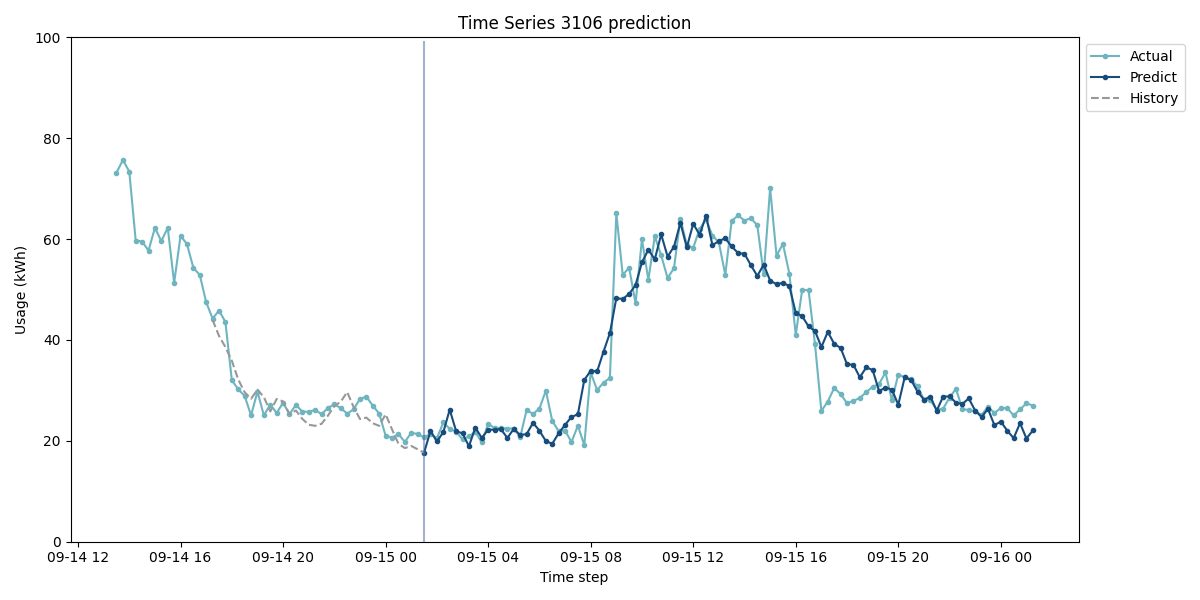 Time Series 3106 prediction
100
80
60
40
20
0
Usage (kWh)
09-14 12
09-14 16
09-14 20
09-15 00
09-15 04
09-15 08
09-15 12
09-15 16
09-15 20
09-16 00
Time step
Actual
Predict
History